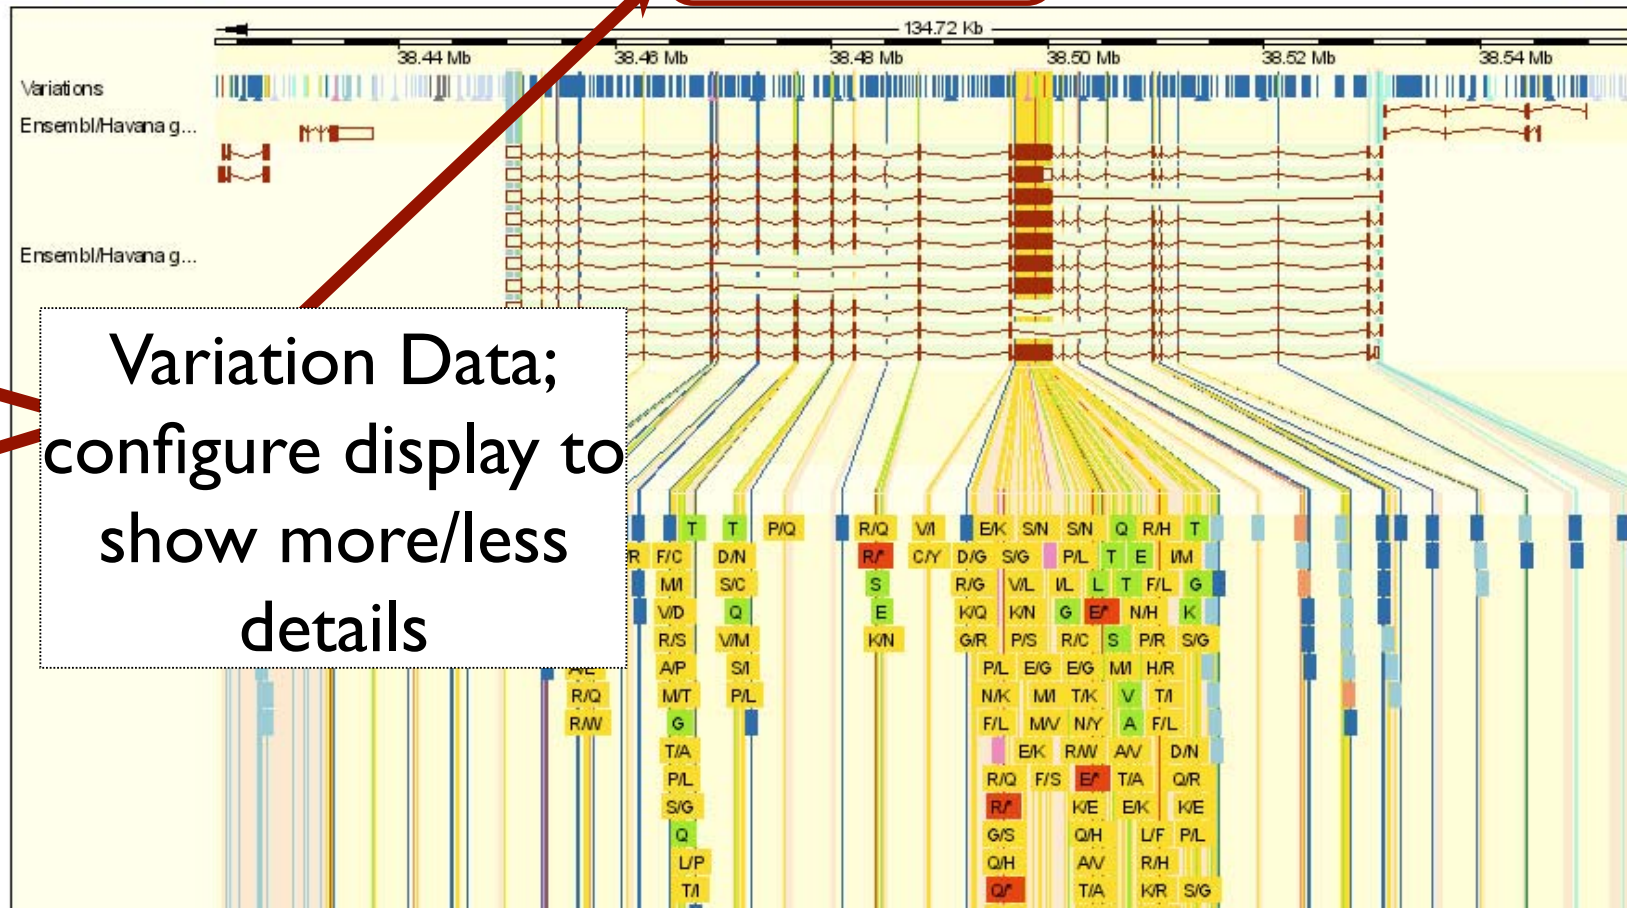 134.72 Kb
38.44 Mb 38.46 Mb 38.48 Mb 38.50 Mb 38.52 Mb 38.54 Mb
Variations
Ensembl/Havana g...
Ensembl/Havana g...
Variation Data;
configure display to
show more/less
details
T T P/Q R/Q V/I E/K S/N S/N Q R/H T
R F/C D/N R/* C/Y D/G S/G P/L T E I/M
M/I S/C S R/G V/L I/L L T F/L G
V/D Q E K/Q K/N G E/* N/H K
R/S V/M K/N G/R P/S R/C S P/R S/G
A/P S/I P/L E/G E/G M/I H/R
R/Q M/T P/L N/K M/I T/K V T/I
R/W G F/L M/V N/Y A F/L
T/A E/K R/W A/V D/N
P/L R/Q F/S E/* T/A Q/R
S/G R/* K/E E/K K/E
Q G/S Q/H L/F P/L
L/P Q/H A/V R/H
T/I Q/* T/A K/R S/G